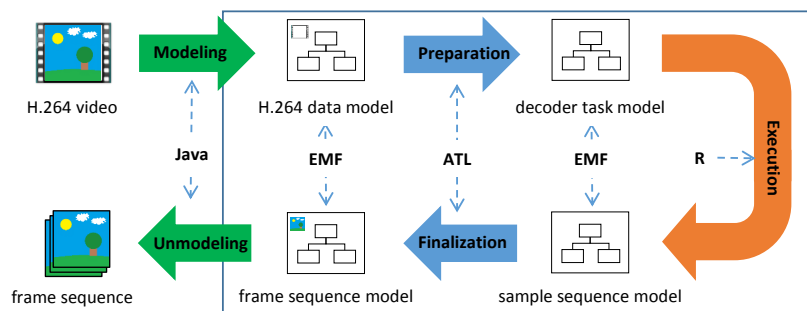 Modeling
Preparation
H.264 video
H.264 data model
decoder task model
Execution
Java
EMF
ATL
EMF
R
Unmodeling
Finalization
frame sequence
frame sequence model
sample sequence model